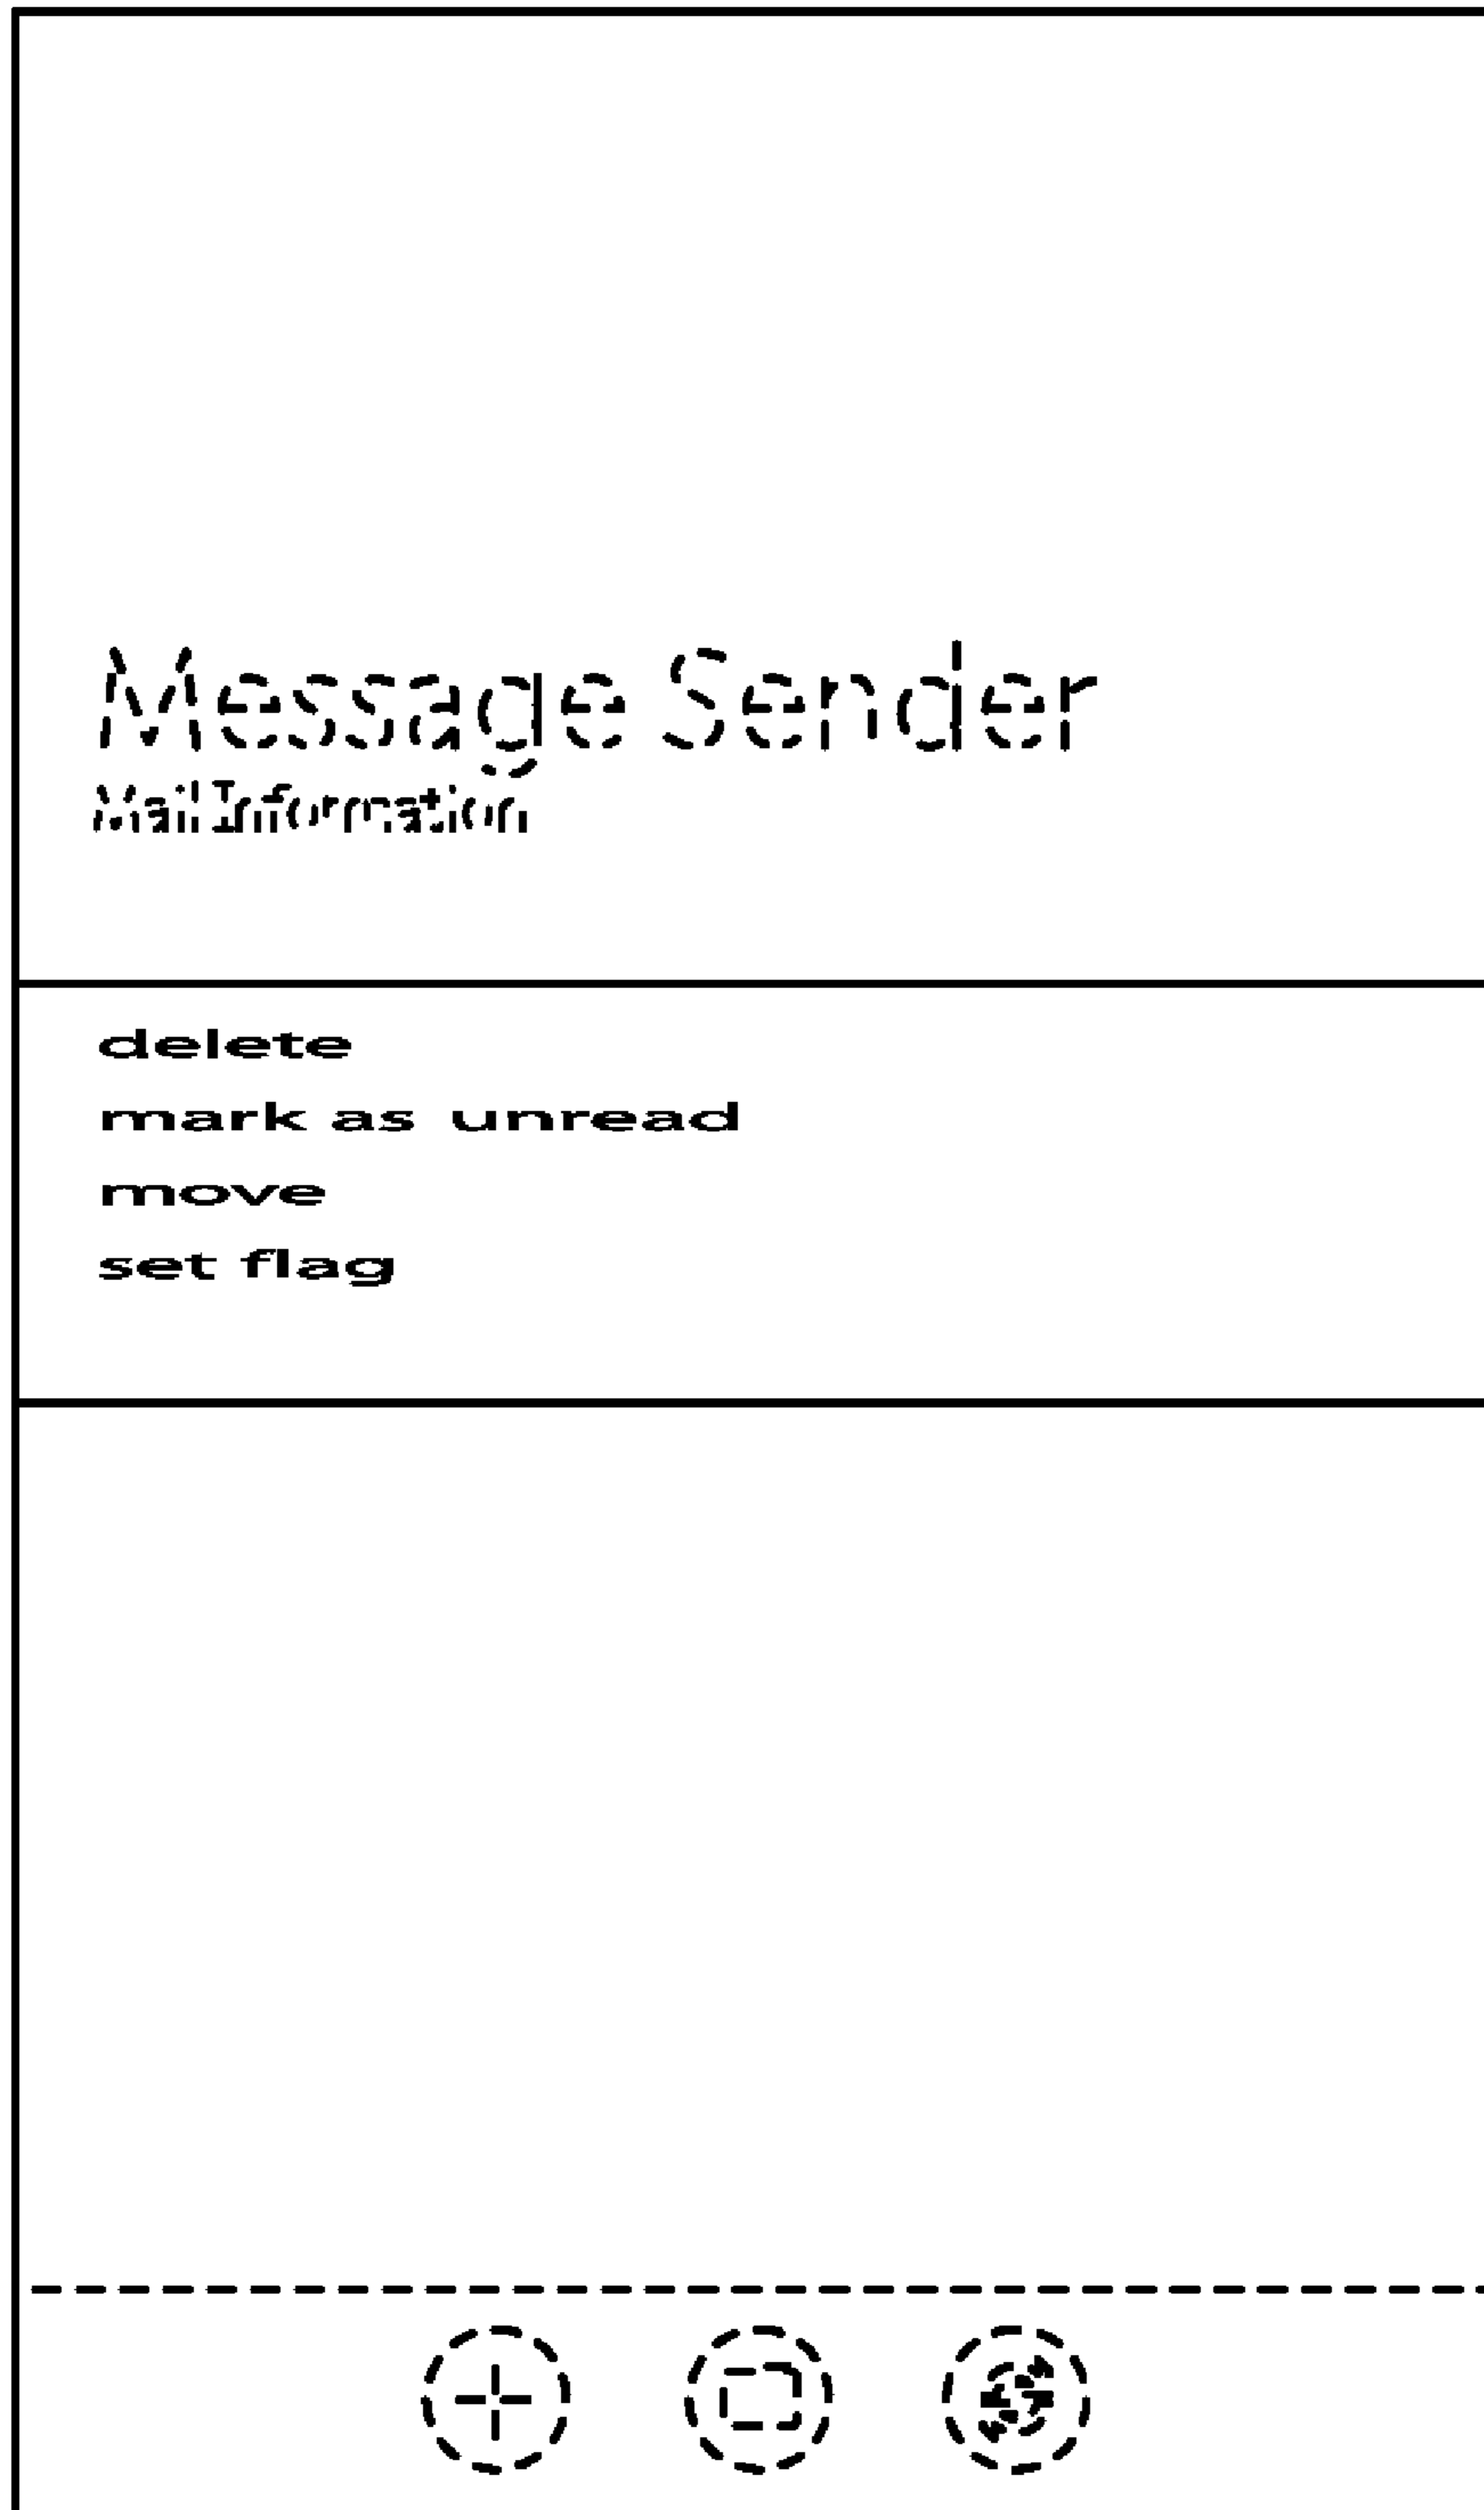 Message Sender
Mail Information
delete
mark as unread
move
set flag